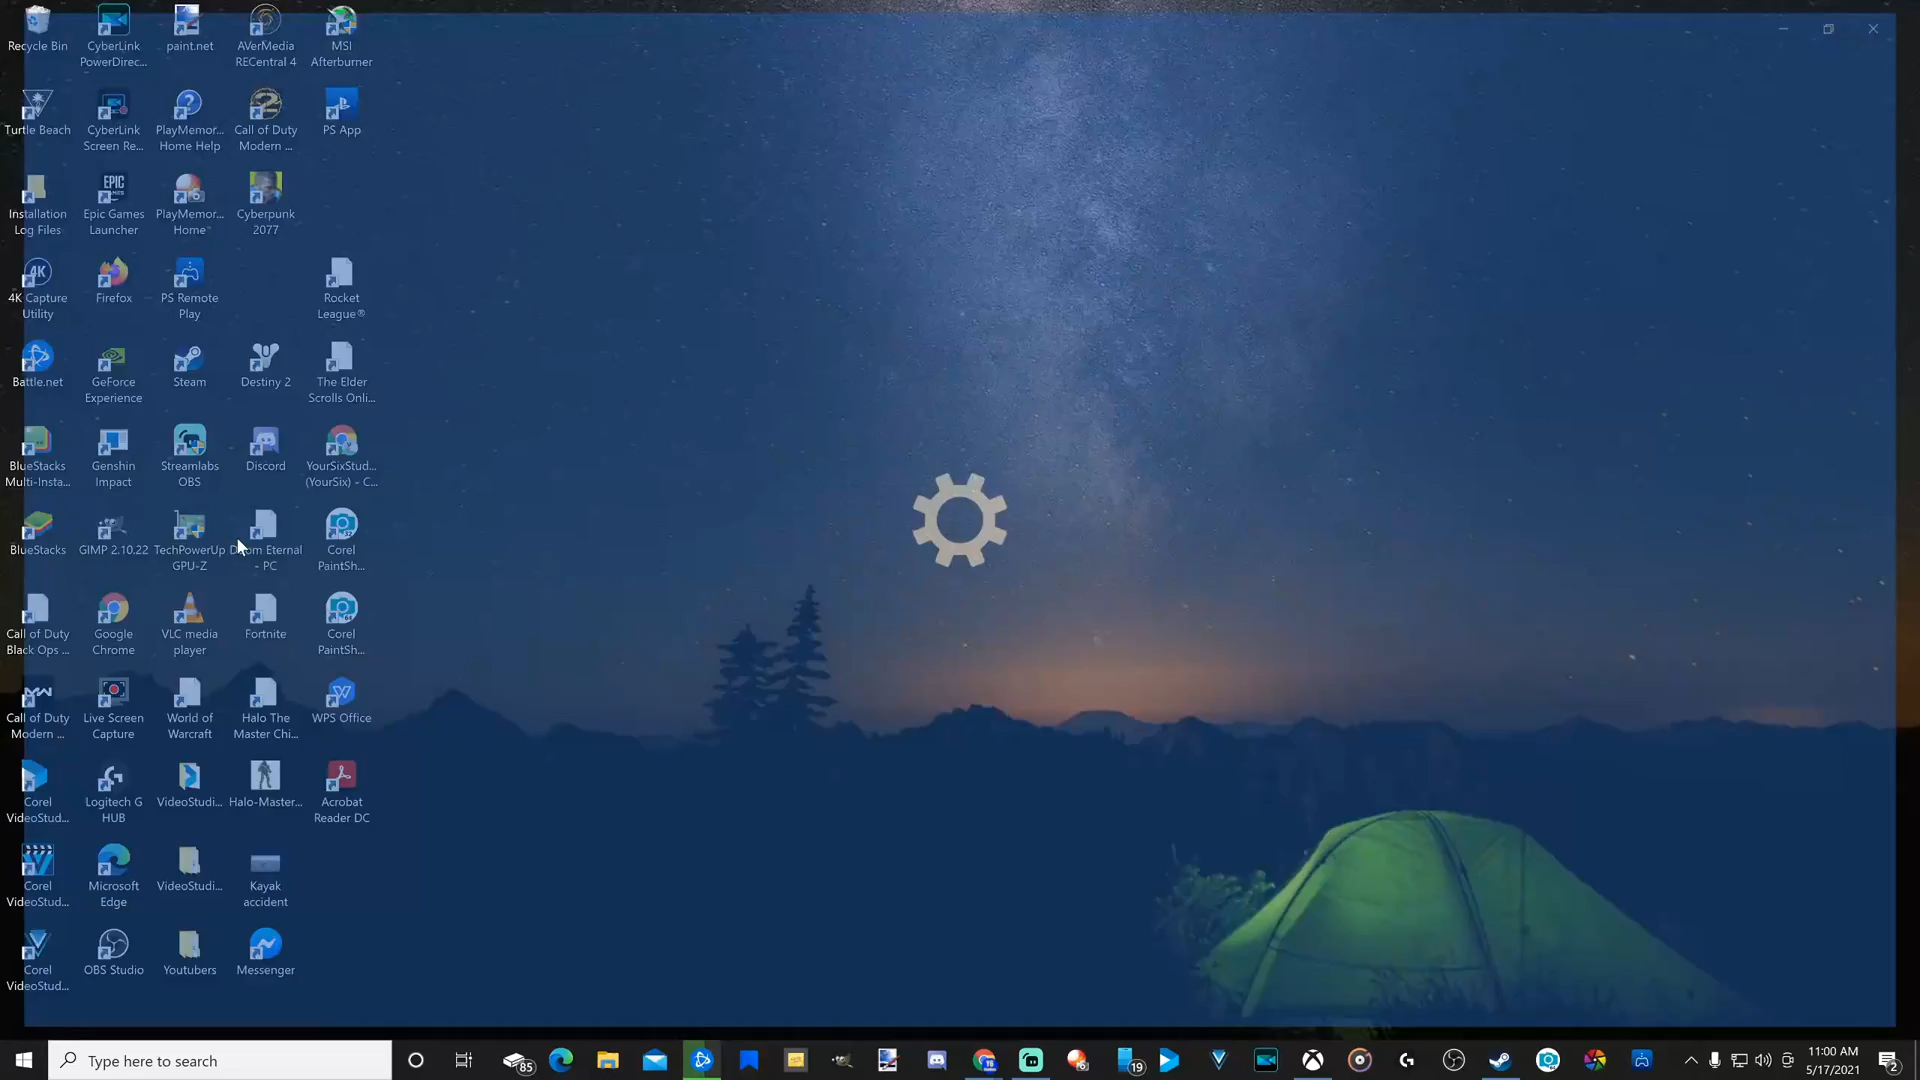 Recycle Bin
CyberLink
PowerDirec...
paint.net
AVerMedia
RECentral 4
MSI
Afterburner
Turtle Beach
CyberLink
Screen Re...
PlayMemor...
Home Help
Call of Duty
Modern ...
PS App
Installation
Log Files
EPIC
GAMES
Epic Games
Launcher
PlayMemor...
Home
Cyberpunk
2077
4K
4K Capture
Utility
Firefox
PS Remote
Play
Rocket
League®
Battle.net
GeForce
Experience
Steam
Destiny 2
The Elder
Scrolls Onli...
BlueStacks
Multi-Insta...
Genshin
Impact
Streamlabs
OBS
Discord
YourSixStud...
(YourSix) - C...
BlueStacks
GIMP 2.10.22
TechPowerUp
GPU-Z
Doom Eternal
- PC
Corel
PaintSh...
Call of Duty
Black Ops ...
Google
Chrome
VLC media
player
Fortnite
Corel
PaintSh...
Call of Duty
Modern ...
Live Screen
Capture
World of
Warcraft
Halo The
Master Chi...
WPS Office
Corel
VideoStud...
Logitech G
HUB
VideoStudi...
Halo-Master...
Acrobat
Reader DC
Corel
VideoStud...
Microsoft
Edge
VideoStudi...
Kayak
accident
Corel
VideoStud...
OBS Studio
Youtubers
Messenger
Type here to search
85
19
11:00 AM
5/17/2021
2